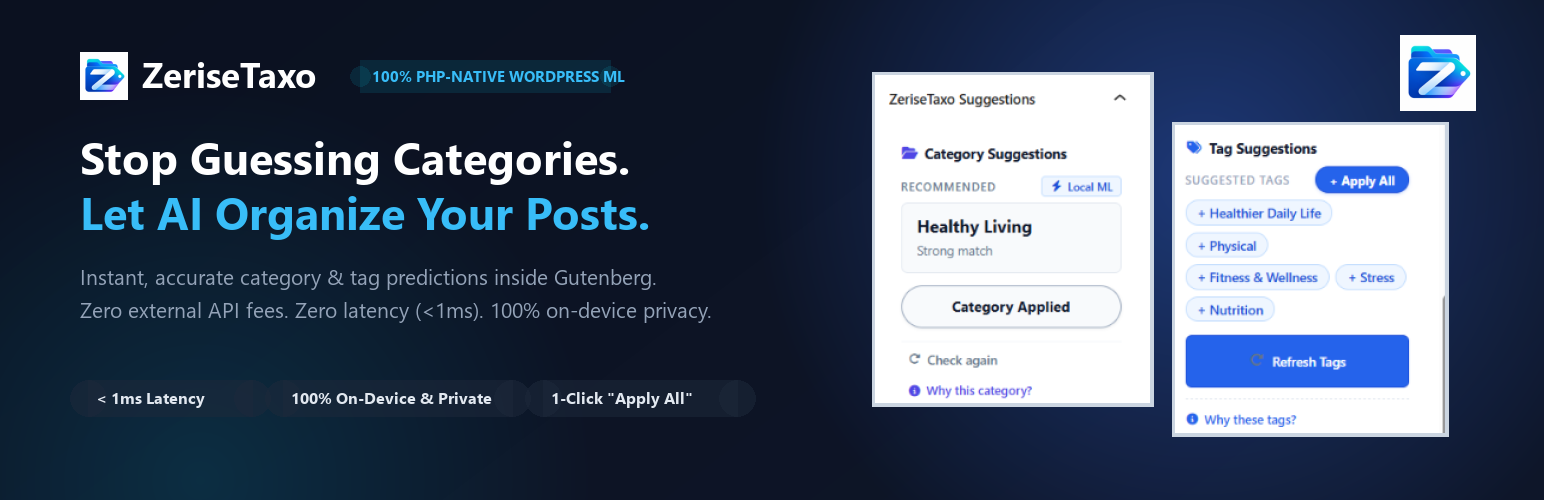 ZeriseTaxo
100% PHP-NATIVE WORDPRESS ML
Stop Guessing Categories.
Let AI Organize Your Posts.
Instant, accurate category & tag predictions inside Gutenberg.
Zero external API fees. Zero latency (<1ms). 100% on-device privacy.
< 1ms Latency
100% On-Device & Private
1-Click "Apply All"
ZeriseTaxo Suggestions
Category Suggestions
RECOMMENDED
Local ML
Healthy Living
Strong match
Category Applied
Check again
Why this category?
Tag Suggestions
SUGGESTED TAGS
+ Apply All
+ Healthier Daily Life
+ Physical
+ Fitness & Wellness
+ Stress
+ Nutrition
Refresh Tags
Why these tags?